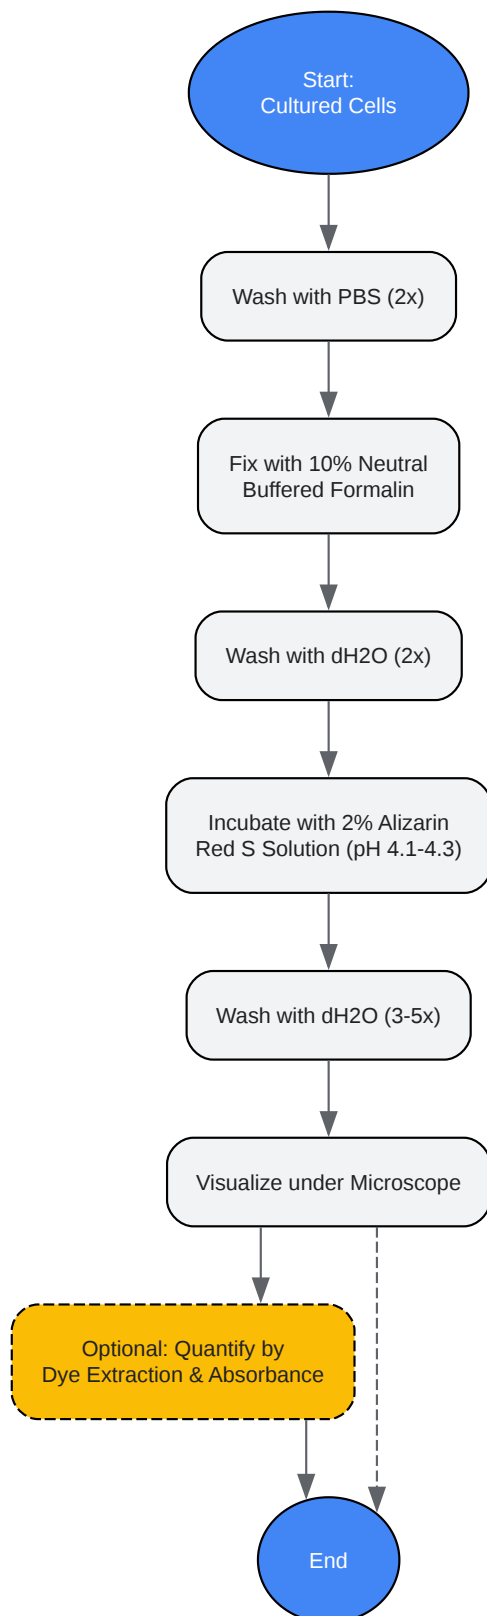 Start:
Cultured Cells
Wash with PBS (2x)
Fix with 10% Neutral
Buffered Formalin
Wash with dH2O (2x)
Incubate with 2% Alizarin
Red S Solution (pH 4.1-4.3)
Wash with dH2O (3-5x)
Visualize under Microscope
Optional: Quantify by
Dye Extraction & Absorbance
End